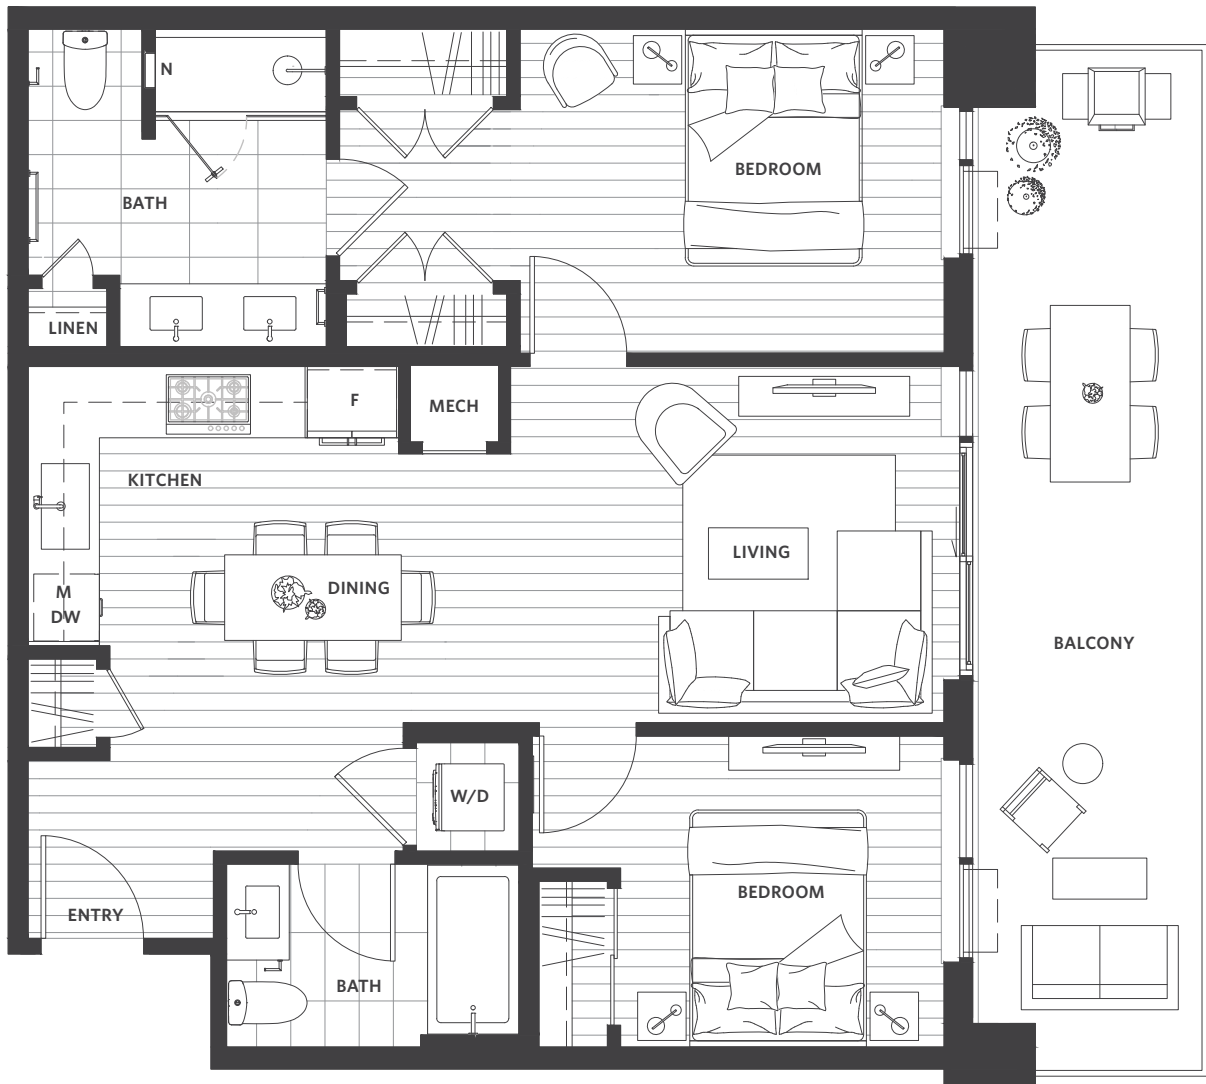 N
BEDROOM
BATH
LINEN
F
MECH
KITCHEN
LIVING
DINING
M
DW
BALCONY
W/D
BEDROOM
ENTRY
BATH